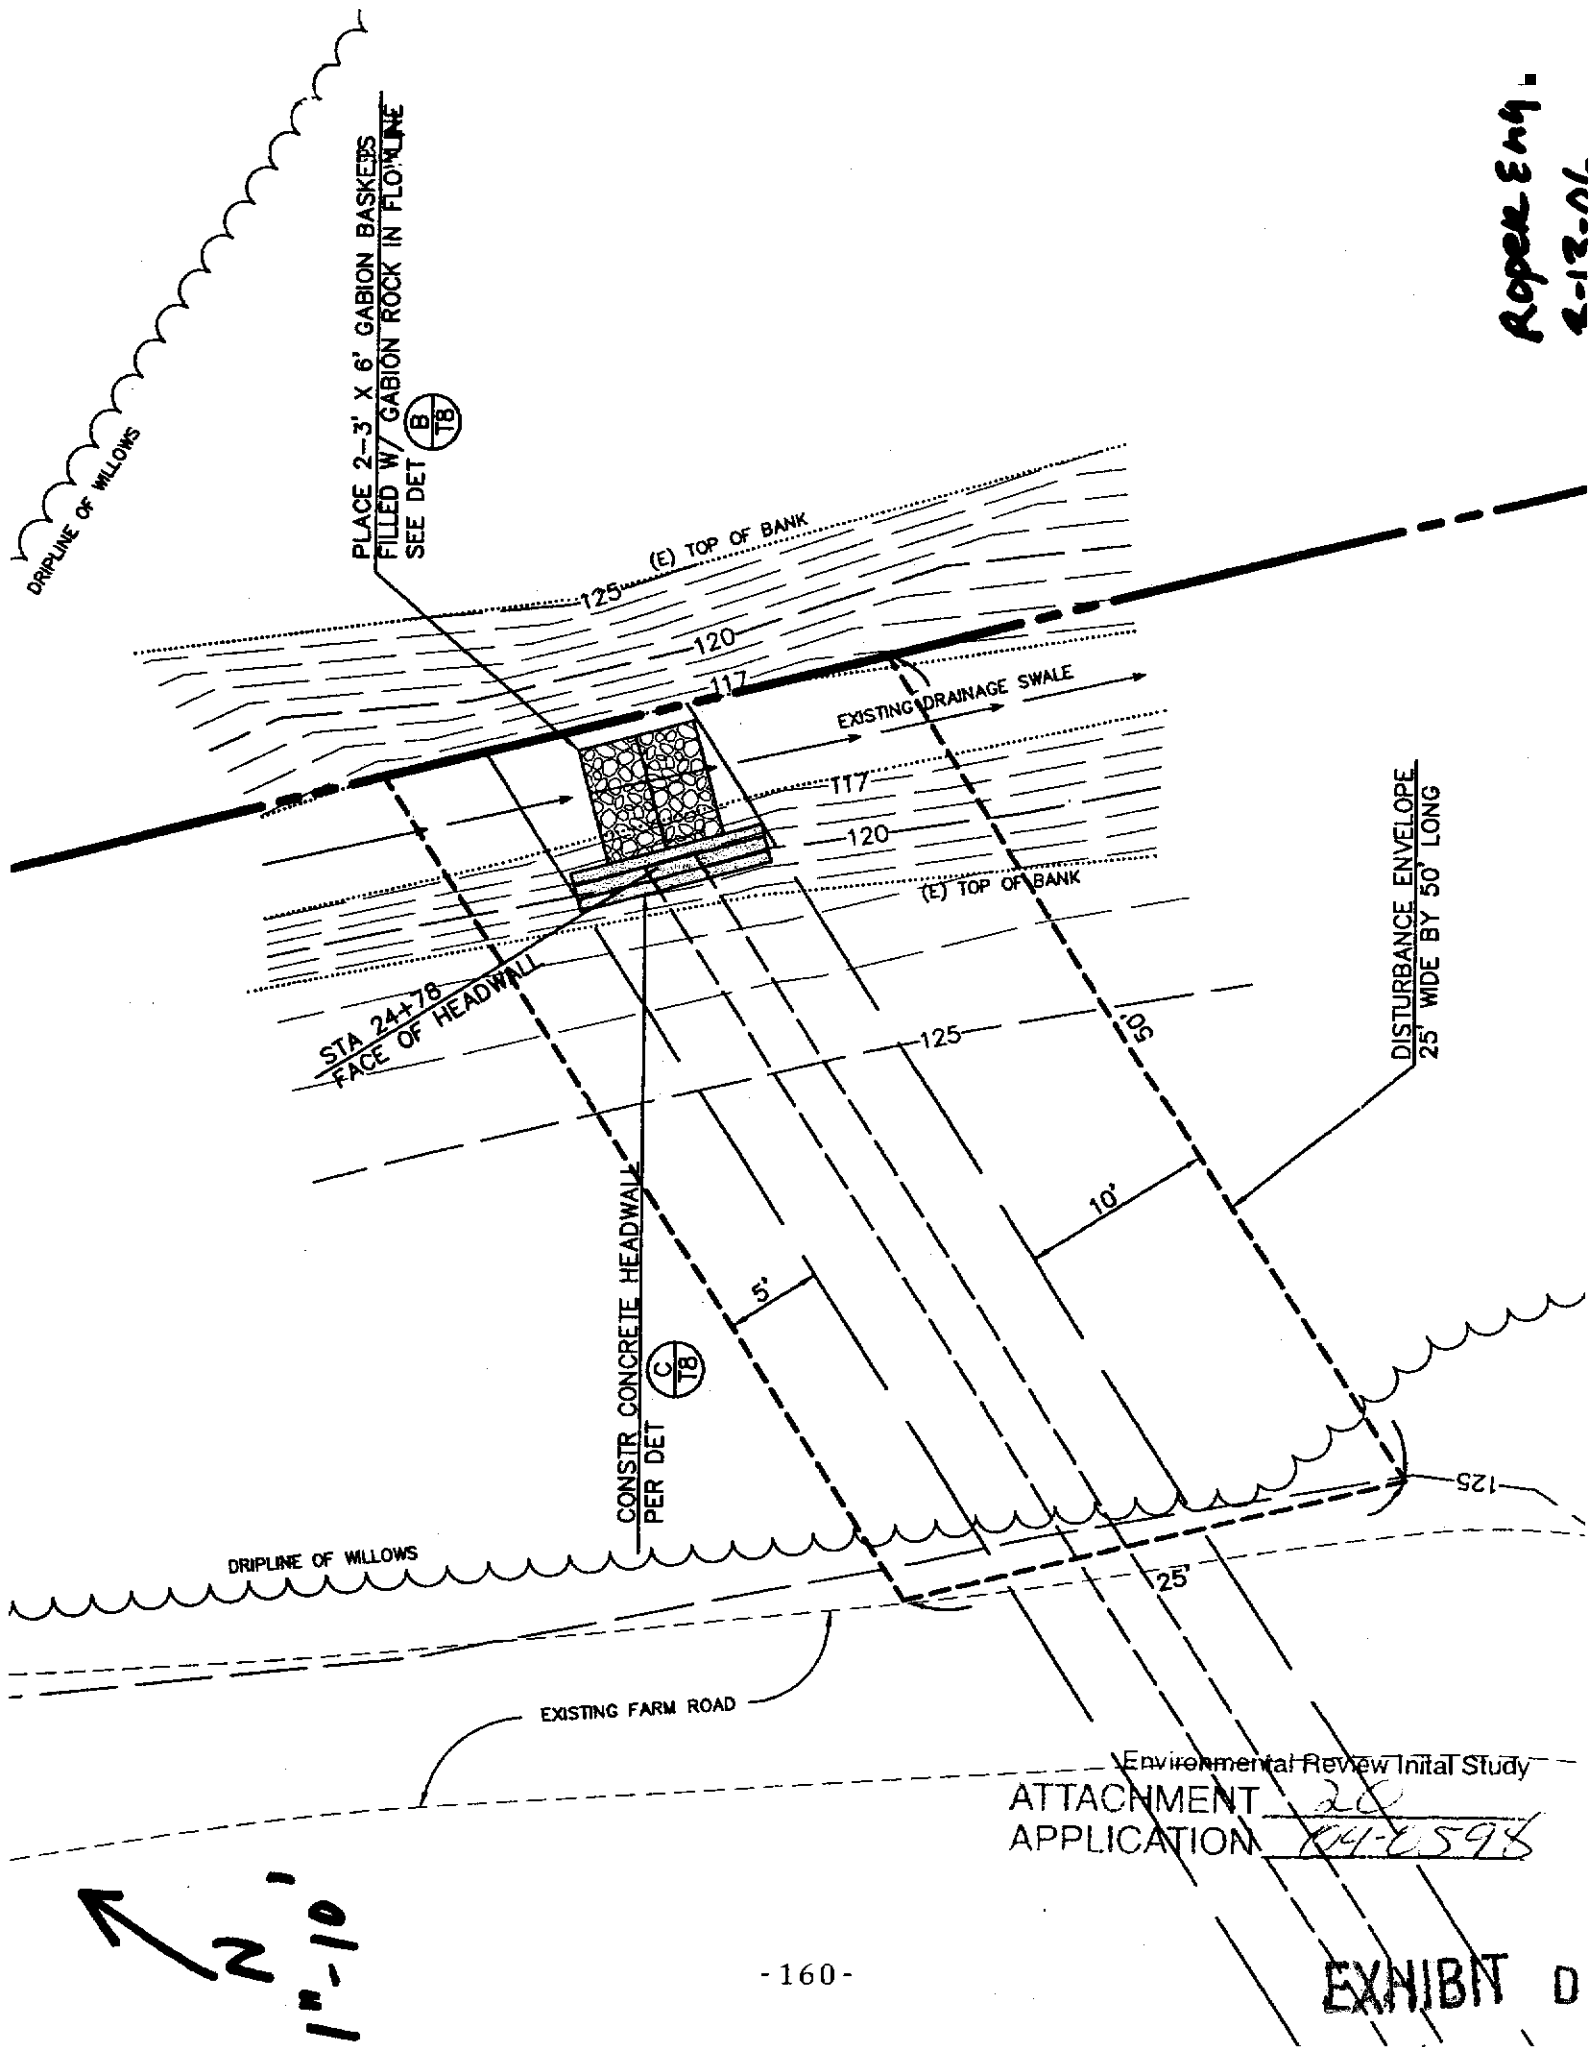 DRIPLINE OF WILLOWS
PLACE 2-3' X 6' GABION BASKETS
FILLED W/ GABION ROCK IN FLOWLINE
SEE DET B
T8
Roper Eng.
(E) TOP OF BANK
125
120
117
EXISTING DRAINAGE SWALE
117
120
(E) TOP OF BANK
STA 24+78
FACE OF HEADWALL
125
50'
DISTURBANCE ENVELOPE
25' WIDE BY 50' LONG
CONSTR CONCRETE HEADWALL
PER DET C
T8
5'
10'
DRIPLINE OF WILLOWS
125
25'
EXISTING FARM ROAD
Environmental Review Inital Study
ATTACHMENT
APPLICATION 04-0598
N
1"-10'
-160-
EXHIBIT D